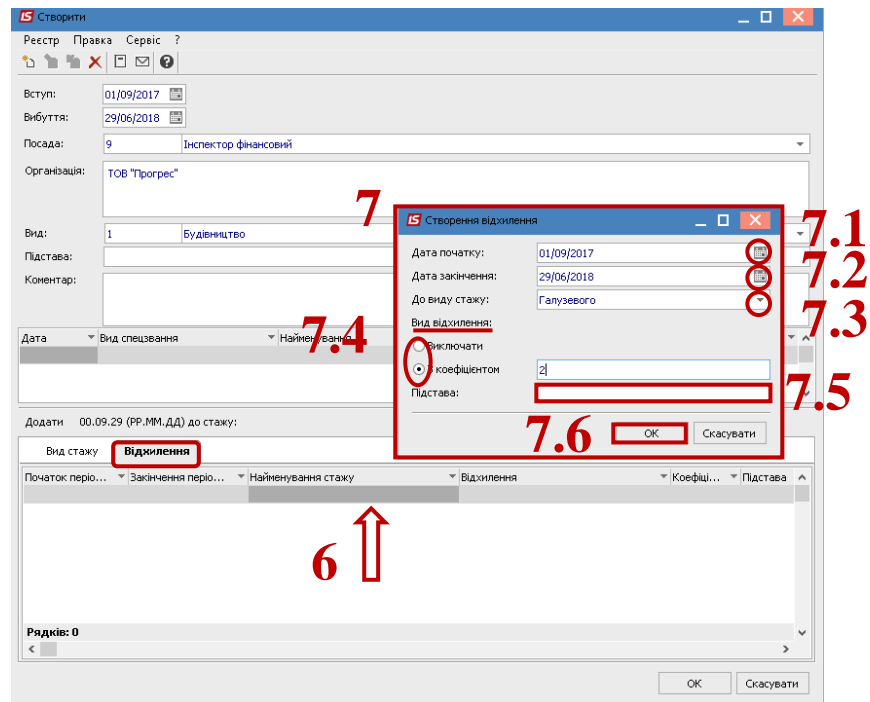 Створити
Реєстр Правка Сервіс ?
Вступ: 01/09/2017
Вибуття: 29/06/2018
Посада: 9 Інспектор фінансовий
Організація: ТОВ "Прогрес"
Вид: 1 Будівництво
Підстава:
Коментар:
Дата Вид спецзвання Найменування
7
Створення відхилення
Дата початку: 01/09/2017
7.1
Дата закінчення: 29/06/2018
7.2
До виду стажу: Галузевого
7.3
Вид відхилення:
7.4
Виключати
З коефіцієнтом 2
Підстава:
7.5
7.6
ОК Скасувати
Додати 00.09.29 (РР.ММ.ДД) до стажу:
Вид стажу Відхилення
Початок періо... Закінчення періо... Найменування стажу Відхилення Коефіці... Підстава
6
Рядків: 0
ОК Скасувати